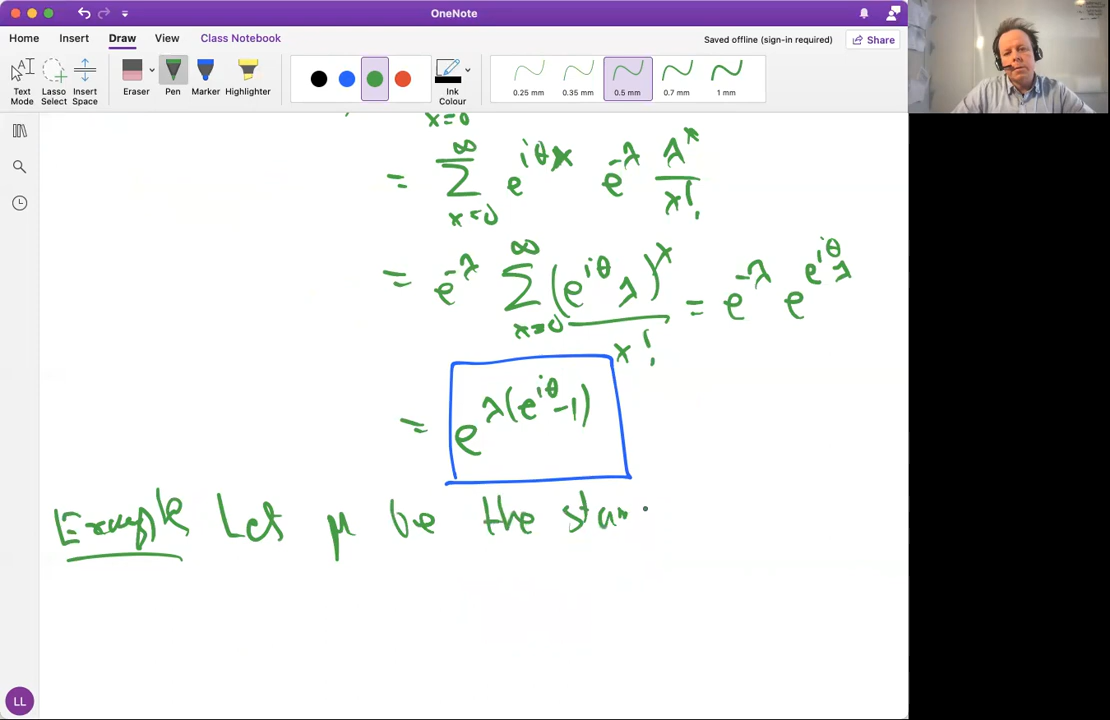 OneNote
Home Insert Draw View Class Notebook
Saved offline (sign-in required) Share
Text Mode
Lasso Select
Insert Space
Eraser
Pen
Marker
Highlighter
Ink Colour
0.25 mm 0.35 mm 0.5 mm 0.7 mm 1 mm
x=0
= ∑_{x=0}^{∞} e^{iθx} e^{-λ} λ^x/x!
= e^{-λ} ∑_{x=0}^{∞} (e^{iθ} λ)^x/x! = e^{-λ} e^{e^{iθ} λ}
= e^{λ(e^{iθ}-1)}
Example Let μ be the stan
LL